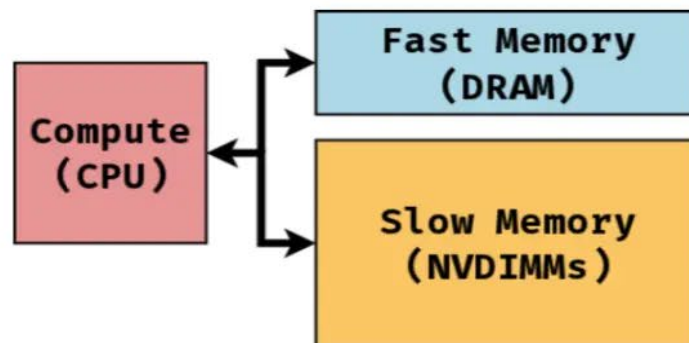 Compute
(CPU)
Fast Memory
(DRAM)
Slow Memory
(NVDIMMs)